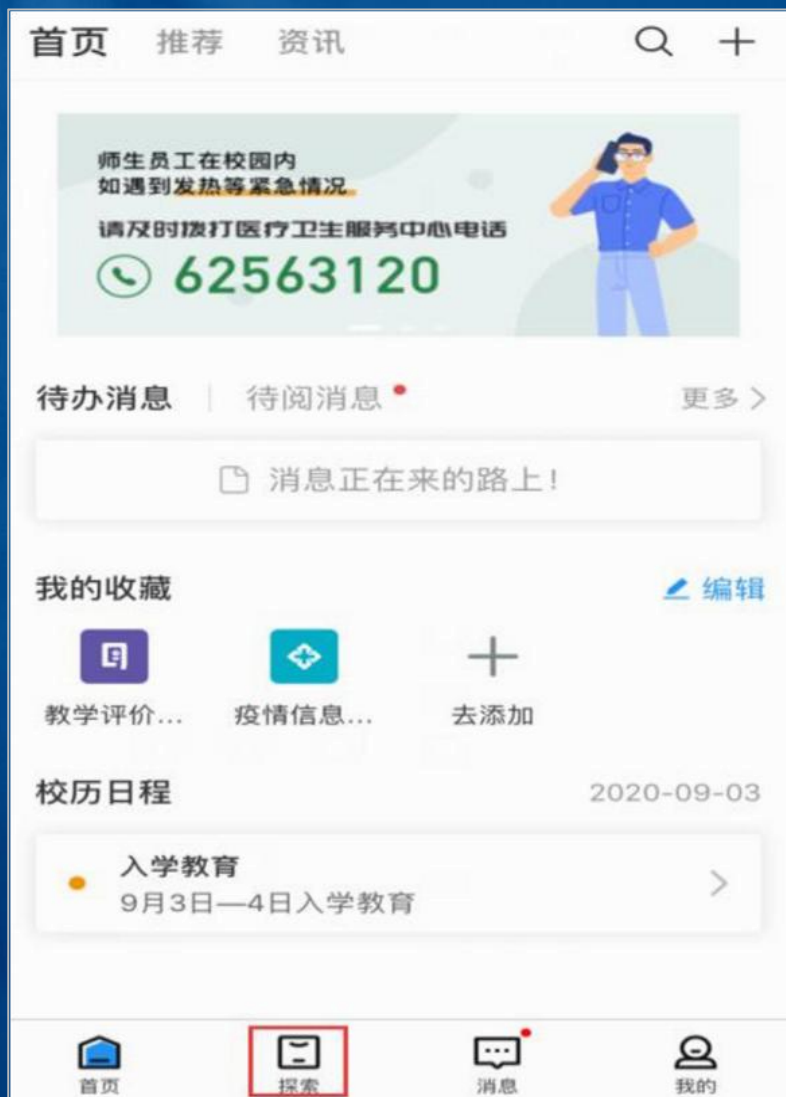 首页 推荐 资讯
师生员工在校园内
如遇到发热等紧急情况
请及时拨打医疗卫生服务中心电话
62563120
待办消息 待阅消息 更多
消息正在来的路上!
我的收藏 编辑
教学评价... 疫情信息... 去添加
校历日程 2020-09-03
入学教育
9月3日—4日入学教育
首页 探索 消息 我的